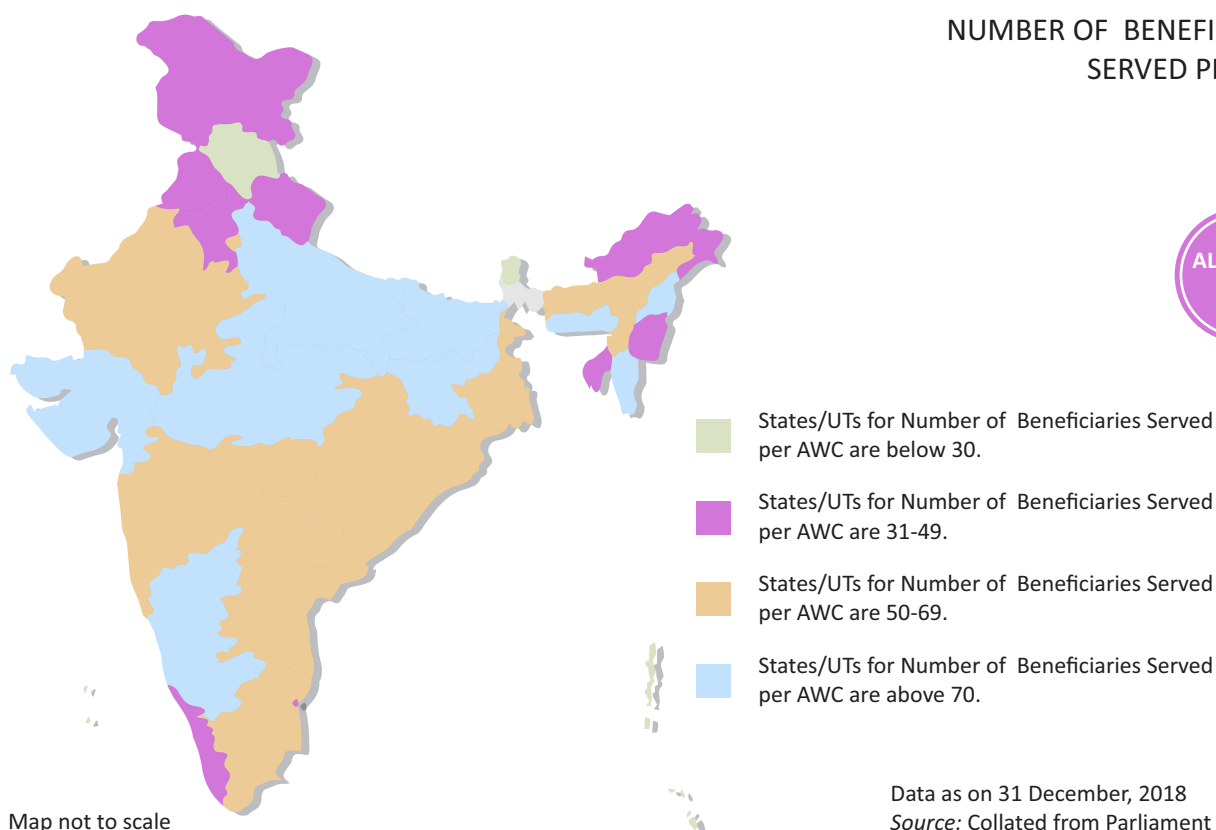 NUMBER OF BENEFI
SERVED P
AL
States/UTs for Number of Beneficiaries Served
per AWC are below 30.
States/UTs for Number of Beneficiaries Served
per AWC are 31-49.
States/UTs for Number of Beneficiaries Served
per AWC are 50-69.
States/UTs for Number of Beneficiaries Served
per AWC are above 70.
Data as on 31 December, 2018
Map not to scale
Source: Collated from Parliament